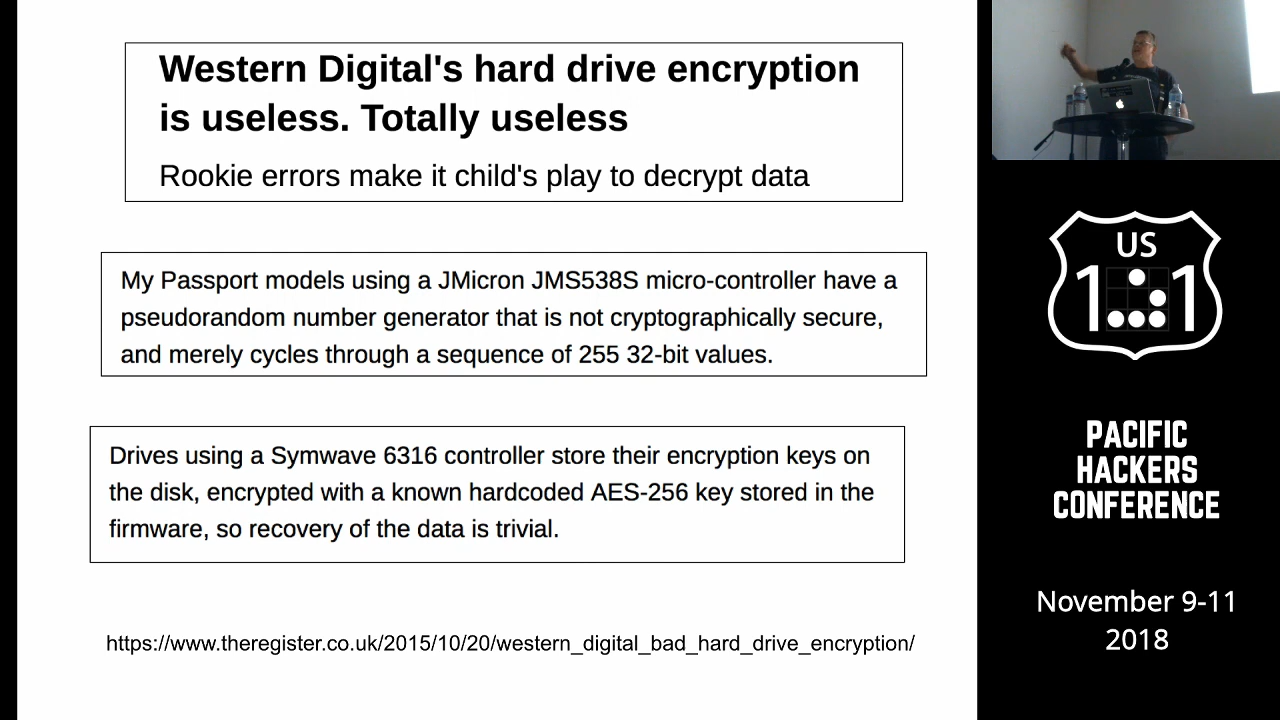 Western Digital's hard drive encryption
is useless. Totally useless
Rookie errors make it child's play to decrypt data
My Passport models using a JMicron JMS538S micro-controller have a
pseudorandom number generator that is not cryptographically secure,
and merely cycles through a sequence of 255 32-bit values.
Drives using a Symwave 6316 controller store their encryption keys on
the disk, encrypted with a known hardcoded AES-256 key stored in the
firmware, so recovery of the data is trivial.
https://www.theregister.co.uk/2015/10/20/western_digital_bad_hard_drive_encryption/
US
1 1
PACIFIC
HACKERS
CONFERENCE
November 9-11
2018